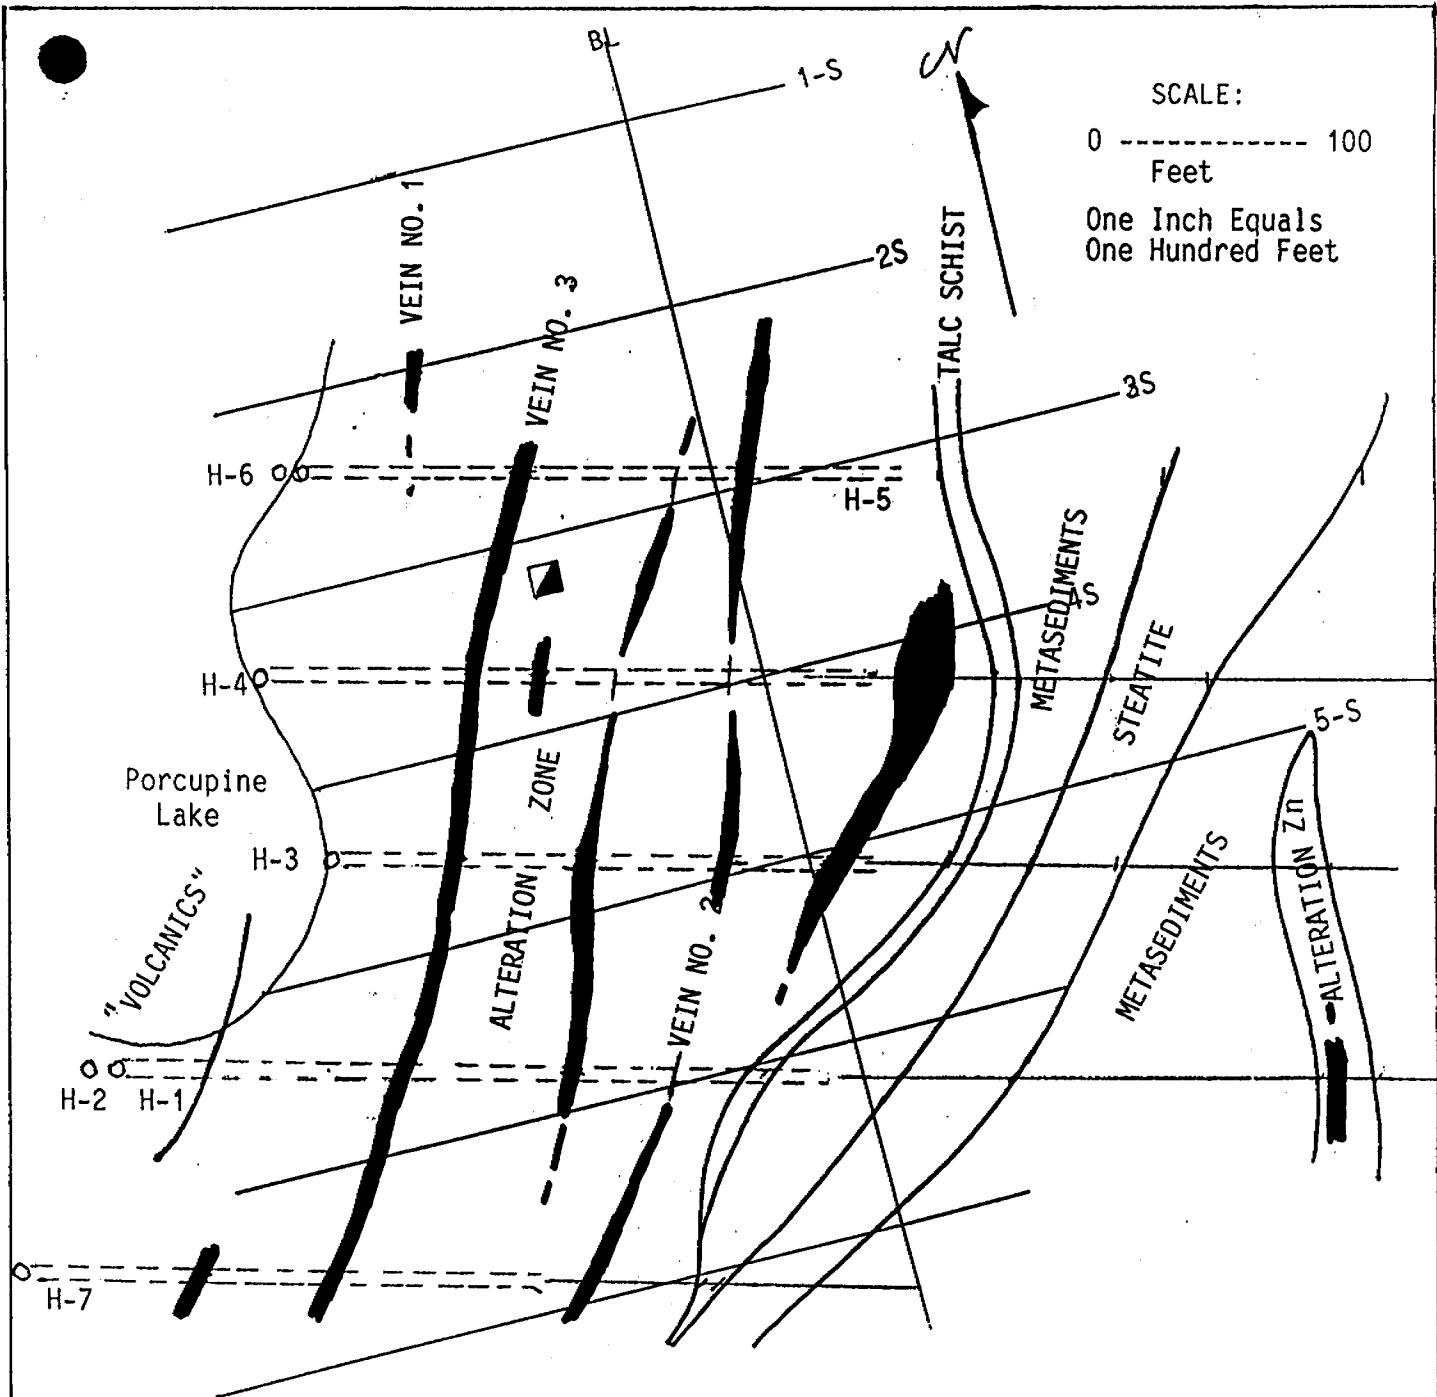 BL
1-S
N
SCALE:
0 ------------ 100
Feet
One Inch Equals
One Hundred Feet
VEIN NO. 1
2S
TALC SCHIST
VEIN NO. 3
3S
H-6
H-5
METASEDIMENTS
4S
STEATITE
H-4
5-S
ZONE
Porcupine
Lake
ALTERATION Zn
H-3
METASEDIMENTS
"VOLCANICS"
ALTERATION
VEIN NO. 2
H-2
H-1
H-7